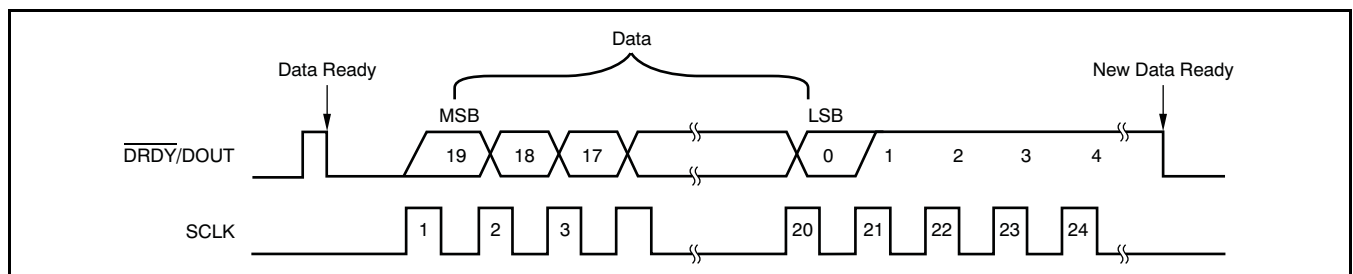 Data
Data Ready
New Data Ready
MSB
LSB
DRDY/DOUT
19 18 17 0 1 2 3 4
SCLK
1 2 3 20 21 22 23 24